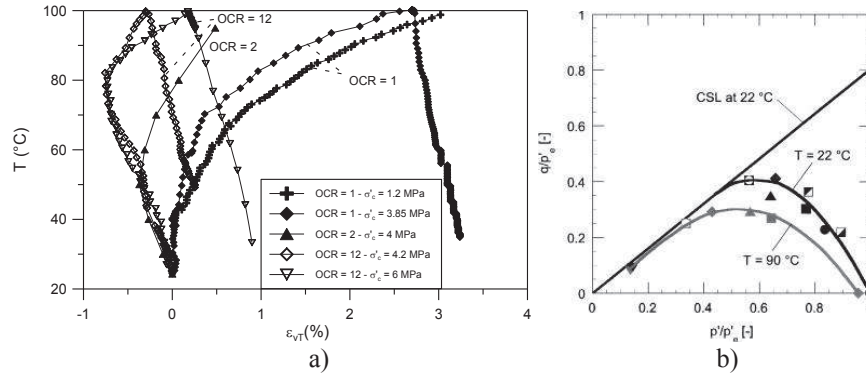 100
80
60
40
20
T (°C)
-1
0
1
2
3
4
εvT(%)
OCR = 12
OCR = 2
OCR = 1
OCR = 1 - σ'c = 1.2 MPa
OCR = 1 - σ'c = 3.85 MPa
OCR = 2 - σ'c = 4 MPa
OCR = 12 - σ'c = 4.2 MPa
OCR = 12 - σ'c = 6 MPa
a)
1
0.8
0.6
0.4
0.2
0
q/p'e [-]
CSL at 22 °C
T = 22 °C
T = 90 °C
0
0.2
0.4
0.6
0.8
p'/p'e [-]
b)